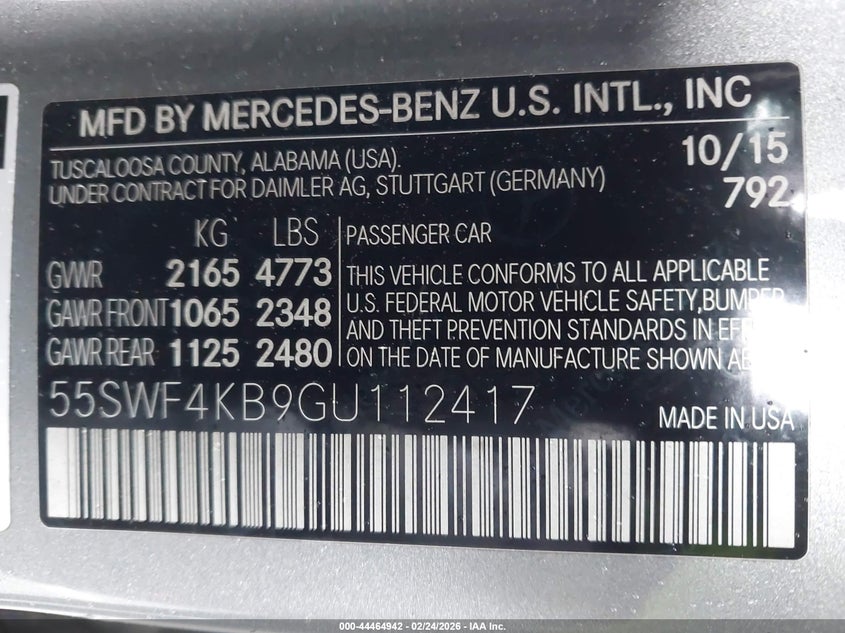 MFD BY MERCEDES-BENZ U.S. INTL., INC
TUSCALOOSA COUNTY, ALABAMA (USA).
UNDER CONTRACT FOR DAIMLER AG, STUTTGART (GERMANY)
10/15
792
KG LBS
GVWR 2165 4773
GAWR FRONT 1065 2348
GAWR REAR 1125 2480
PASSENGER CAR
THIS VEHICLE CONFORMS TO ALL APPLICABLE
U.S. FEDERAL MOTOR VEHICLE SAFETY, BUMPER
AND THEFT PREVENTION STANDARDS IN
ON THE DATE OF MANUFACTURE SHOWN
55SWF4KB9GU112417
MADE IN USA
000-44464942 - 02/24/2026 - IAA Inc.